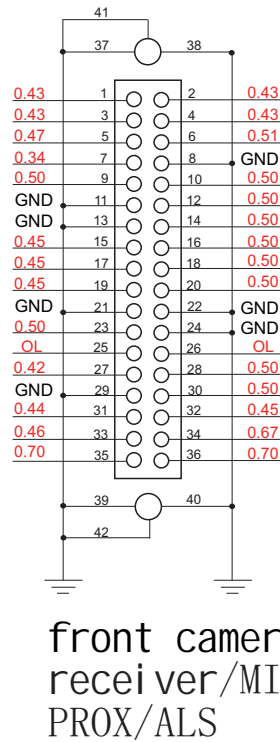 41
37 38
0.43 1 2 0.43
0.43 3 4 0.43
0.47 5 6 0.51
0.34 7 8 GND
0.50 9 10 0.50
GND 11 12 0.50
GND 13 14 0.50
0.45 15 16 0.50
0.45 17 18 0.50
0.45 19 20 0.50
GND 21 22 GND
0.50 23 24 GND
OL 25 26 OL
0.42 27 28 0.50
GND 29 30 0.50
0.44 31 32 0.45
0.46 33 34 0.67
0.70 35 36 0.70
39 40
42
front camer
receiver/MI
PROX/ALS